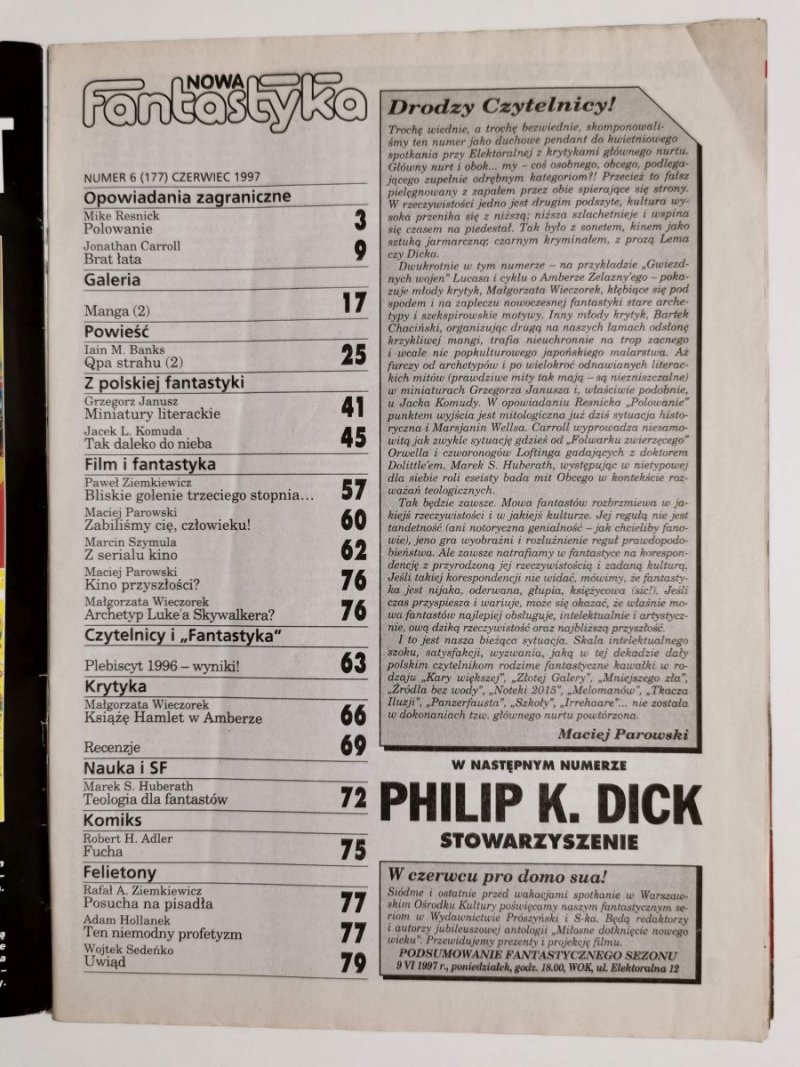 NOWA
Fantastyka
NUMER 6 (177) CZERWIEC 1997
Opowiadania zagraniczne
Mike Resnick
Polowanie 3
Jonathan Carroll
Brat łata 9
Galeria
Manga (2) 17
Powieść
Iain M. Banks
Qpa strahu (2) 25
Z polskiej fantastyki
Grzegorz Janusz
Miniatury literackie 41
Jacek L. Komuda
Tak daleko do nieba 45
Film i fantastyka
Paweł Ziemkiewicz
Bliskie golenie trzeciego stopnia... 57
Maciej Parowski
Zabiliśmy cię, człowieku! 60
Marcin Szymula
Z serialu kino 62
Maciej Parowski
Kino przyszłości? 76
Małgorzata Wieczorek
Archetyp Luke'a Skywalkera? 76
Czytelnicy i „Fantastyka”
Plebiscyt 1996 – wyniki! 63
Krytyka
Małgorzata Wieczorek
Książę Hamlet w Amberze 66
Recenzje 69
Nauka i SF
Marek S. Huberath
Teologia dla fantastów 72
Komiks
Robert H. Adler
Fucha 75
Felietony
Rafał A. Ziemkiewicz
Posucha na pisadła 77
Adam Hollanek
Ten niemodny profetyzm 77
Wojtek Sedeńko
Uwiąd 79
Drodzy Czytelnicy!
Trochę wiednie, a trochę bezwiednie, skomponowali-
śmy ten numer jako duchowe pendant do kwietniowego
spotkania przy Elektoralnej z krytykami głównego nurtu.
Główny nurt i obok... my – coś osobnego, obcego, podlega-
jącego zupełnie odrębnym kategoriom?! Przecież to fałsz
pielęgnowany z zapałem przez obie spierające się strony.
W rzeczywistości jedno jest drugim podszyte, kultura wy-
soka przenika się z niższą; niższa szlachetnieje i wspina
się czasem na piedestał. Tak było z sonetem, kinem jako
sztuką jarmarczną; czarnym kryminałem, z prozą Lema
czy Dicka.
Dwukrotnie w tym numerze – na przykładzie „Gwiezd-
nych wojen” Lucasa i cyklu o Amberze Zelazny'ego – poka-
zuje młody krytyk, Małgorzata Wieczorek, kłębiące się pod
spodem i na zapleczu nowoczesnej fantastyki stare arche-
typy i szekspirowskie motywy. Inny młody krytyk, Bartek
Chaciński, organizując drugą na naszych łamach odsłonę
krzykliwej mangi, trafia nieuchronnie na trop zacnego
i wcale nie popkulturowego japońskiego malarstwa. Aż
furczy od archetypów i po wielokroć odnawianych literac-
kich mitów (prawdziwe mity tak mają – są niezniszczalne)
w miniaturach Grzegorza Janusza i, właściwie podobnie,
u Jacka Komudy. W opowiadaniu Resnicka „Polowanie”
punktem wyjścia jest mitologiczna już dziś sytuacja histo-
ryczna i Marsjanin Wellsa. Carroll wyprowadza niesamo-
witą jak zwykle sytuację gdzieś od „Folwarku zwierzęcego”
Orwella i czworonogów Loftinga gadających z doktorem
Dolittle'em. Marek S. Huberath, występując w nietypowej
dla siebie roli eseisty bada mit Obcego w kontekście roz-
ważań teologicznych.
Tak będzie zawsze. Mowa fantastów rozbrzmiewa w ja-
kiejś rzeczywistości i w jakiejś kulturze. Jej regułą nie jest
tandetność (ani notoryczna genialność – jak chcieliby fano-
wie), jeno gra wyobraźni i rozluźnienie reguł prawdopodo-
bieństwa. Ale zawsze natrafiamy w fantastyce na korespon-
dencję z przyrodzoną jej rzeczywistością i zadaną kulturą.
Jeśli takiej korespondencji nie widać, mówimy, że fantasty-
ka jest nijaka, oderwana, głupia, księżycowa (sic!). Jeśli
czas przyspiesza i wariuje, może się okazać, że właśnie mo-
wa fantastów najlepiej obsługuje, intelektualnie i artystycz-
nie, ową dziką rzeczywistość oraz najbliższą przyszłość.
I to jest nasza bieżąca sytuacja. Skala intelektualnego
szoku, satysfakcji, wyzwania, jaką w tej dekadzie dały
polskim czytelnikom rodzime fantastyczne kawałki w ro-
dzaju „Kary większej”, „Złotej Galery”, „Mniejszego zła”,
„Źródła bez wody”, „Noteki 2015”, „Melomanów”, „Tkacza
Iluzji”, „Panzerfausta”, „Szkoły”, „Irrehaare”... nie została
w dokonaniach tzw. głównego nurtu powtórzona.
Maciej Parowski
W NASTĘPNYM NUMERZE
PHILIP K. DICK
STOWARZYSZENIE
W czerwcu pro domo sua!
Siódme i ostatnie przed wakacjami spotkanie w Warszaw-
skim Ośrodku Kultury poświęcamy naszym fantastycznym se-
riom w Wydawnictwie Prószyński i S-ka. Będą redaktorzy
i autorzy jubileuszowej antologii „Miłosne dotknięcie nowego
wieku”. Przewidujemy prezenty i projekcję filmu.
PODSUMOWANIE FANTASTYCZNEGO SEZONU
9 VI 1997 r., poniedziałek, godz. 18.00, WOK, ul. Elektoralna 12